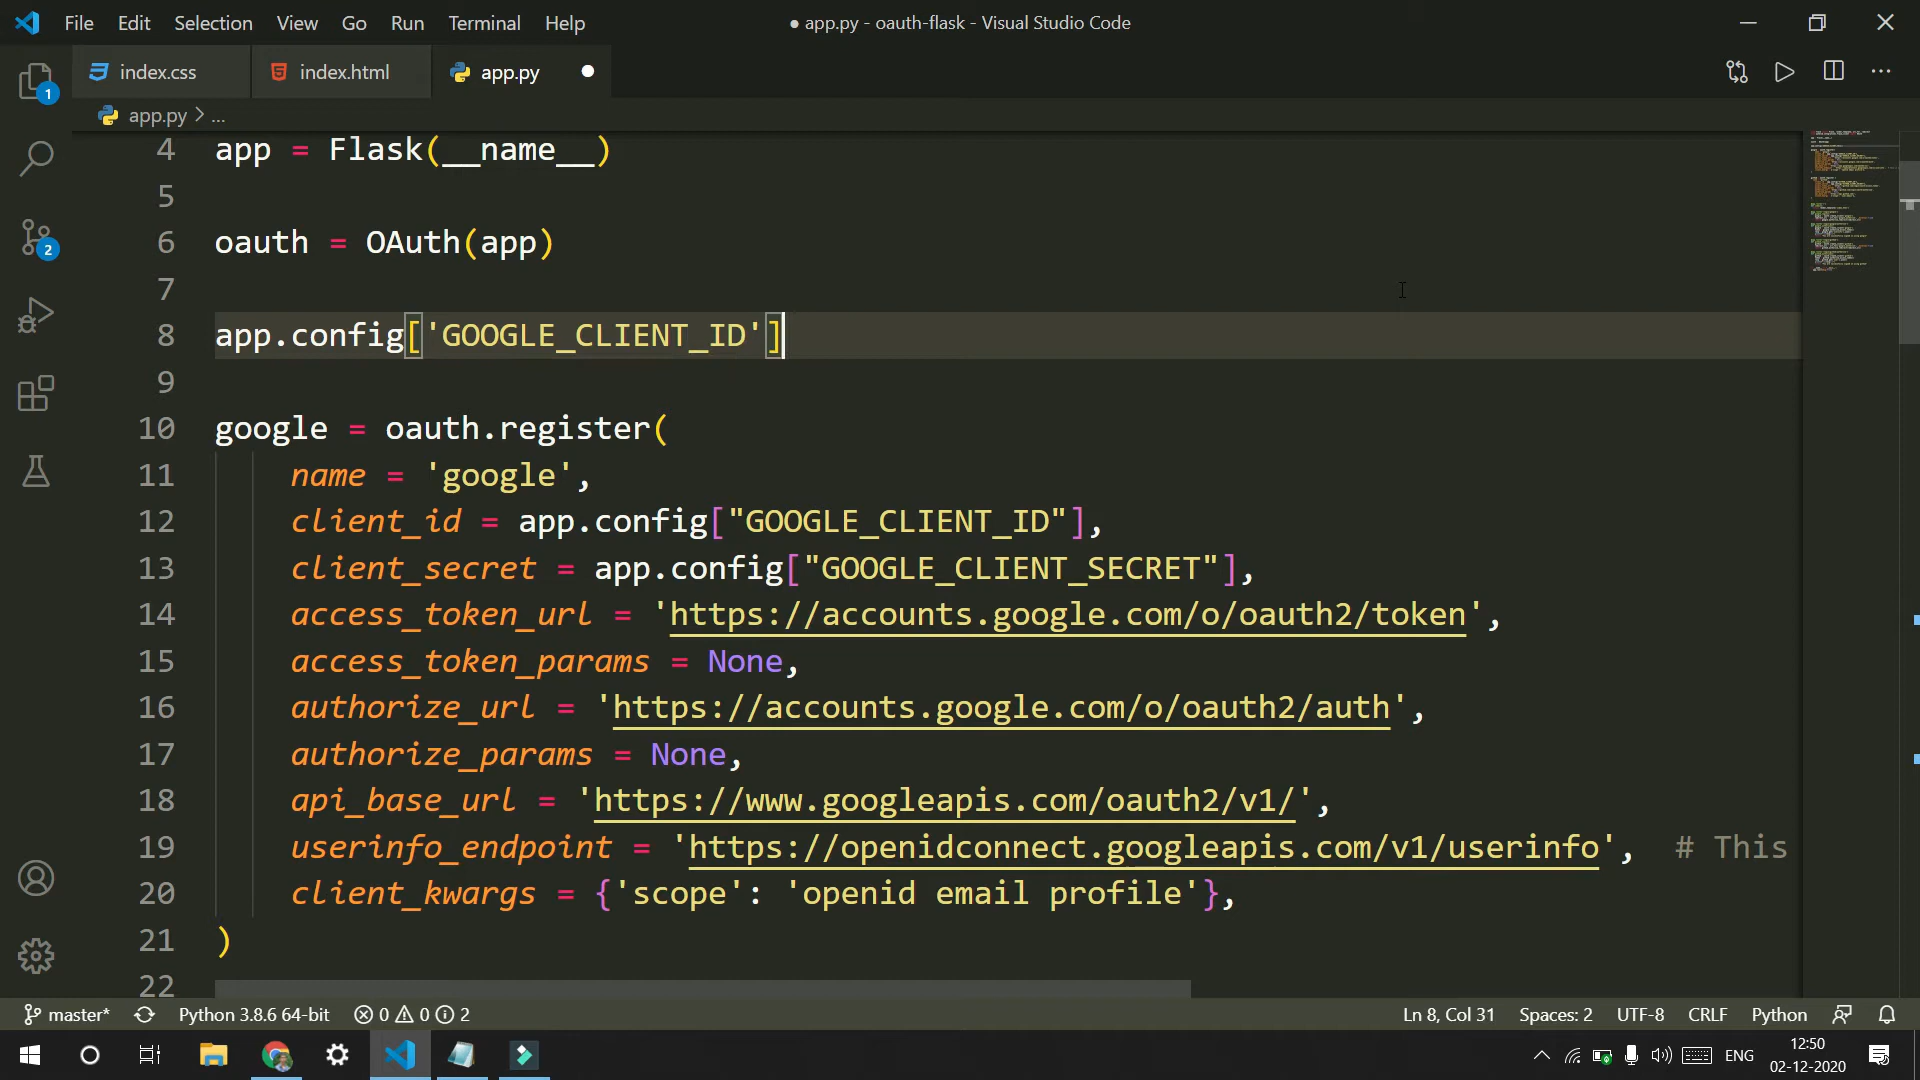 File Edit Selection View Go Run Terminal Help ● app.py - oauth-flask - Visual Studio Code
index.css index.html app.py
app.py > ...
4 app = Flask(__name__)
5
6 oauth = OAuth(app)
7
8 app.config['GOOGLE_CLIENT_ID']
9
10 google = oauth.register(
11 name = 'google',
12 client_id = app.config["GOOGLE_CLIENT_ID"],
13 client_secret = app.config["GOOGLE_CLIENT_SECRET"],
14 access_token_url = 'https://accounts.google.com/o/oauth2/token',
15 access_token_params = None,
16 authorize_url = 'https://accounts.google.com/o/oauth2/auth',
17 authorize_params = None,
18 api_base_url = 'https://www.googleapis.com/oauth2/v1/',
19 userinfo_endpoint = 'https://openidconnect.googleapis.com/v1/userinfo', # This
20 client_kwargs = {'scope': 'openid email profile'},
21 )
22
1
2
master* Python 3.8.6 64-bit 0 0 2 Ln 8, Col 31 Spaces: 2 UTF-8 CRLF Python
ENG 12:50
02-12-2020